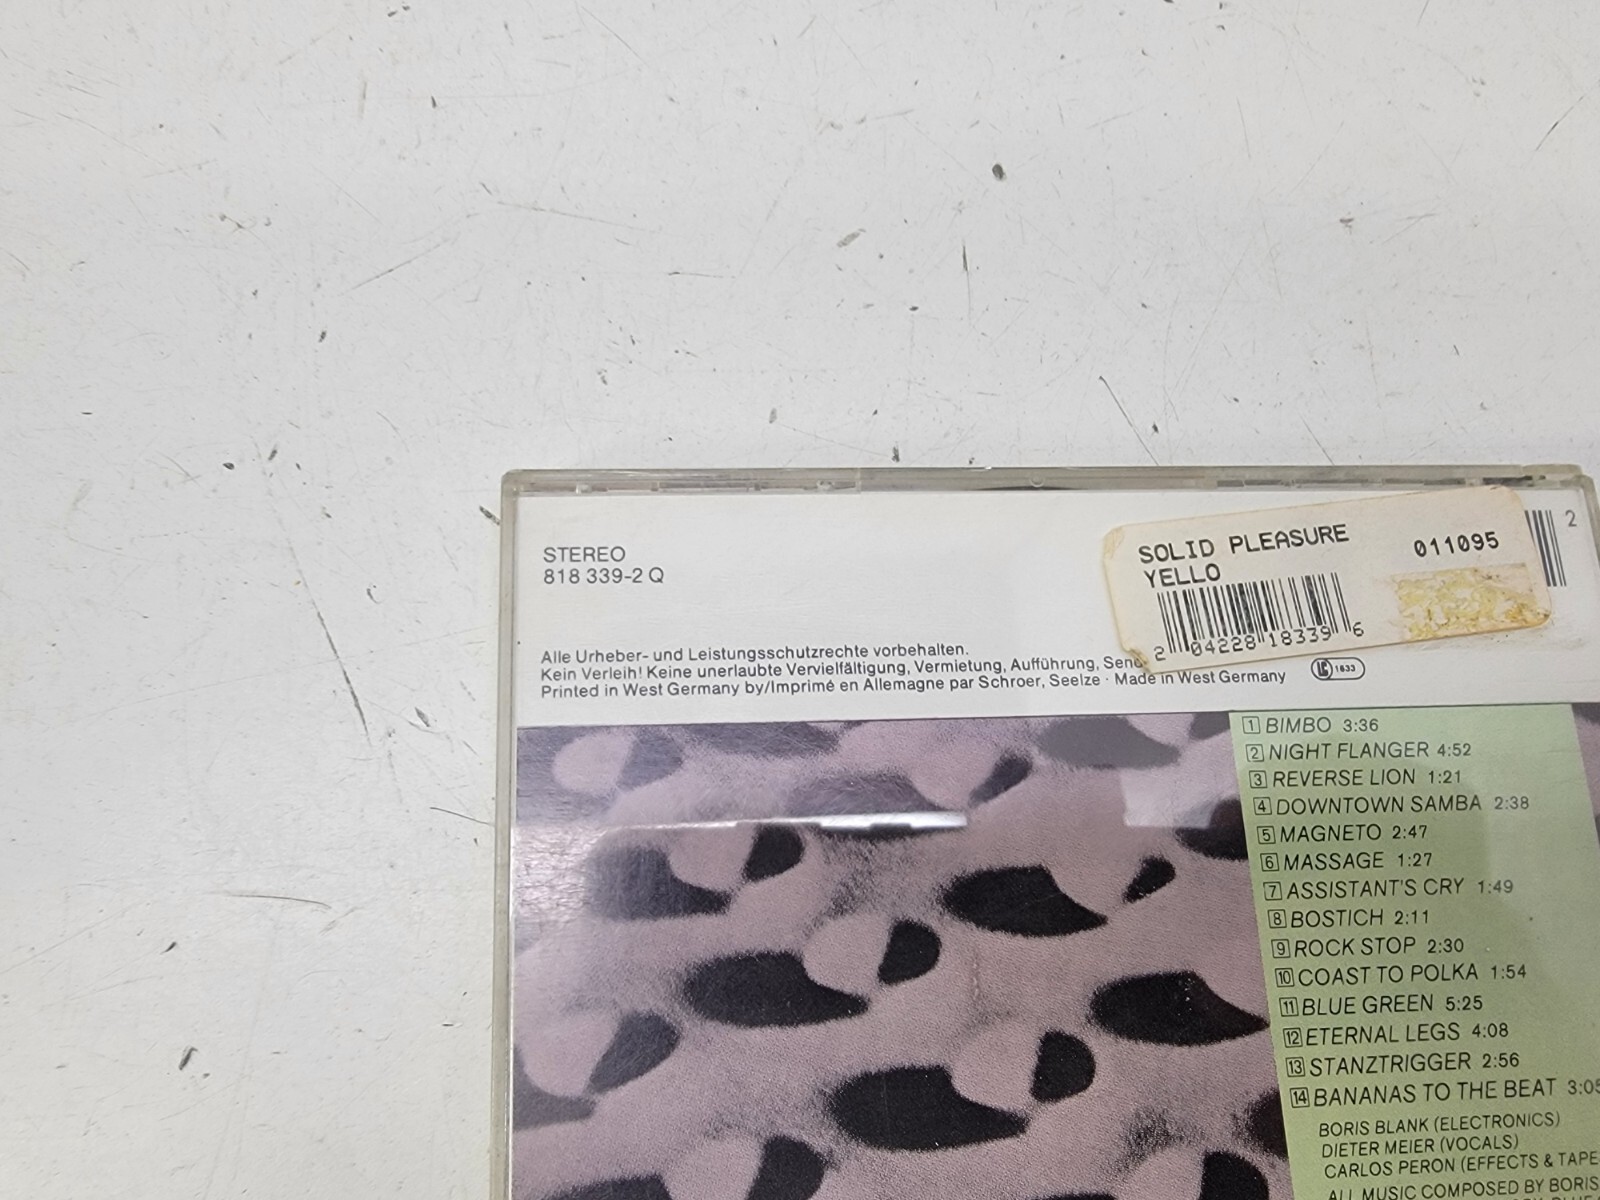 STEREO
818 339-2 Q
SOLID PLEASURE
YELLO
011095
2 04228 18339 6
2
Alle Urheber- und Leistungsschutzrechte vorbehalten.
Kein Verleih! Keine unerlaubte Vervielfältigung, Vermietung, Aufführung,
Printed in West Germany by/Imprimé en Allemagne par Schroer, Seelze · Made in West Germany
LC 1633
1 BIMBO 3:36
2 NIGHT FLANGER 4:52
3 REVERSE LION 1:21
4 DOWNTOWN SAMBA 2:38
5 MAGNETO 2:47
6 MASSAGE 1:27
7 ASSISTANT'S CRY 1:49
8 BOSTICH 2:11
9 ROCK STOP 2:30
10 COAST TO POLKA 1:54
11 BLUE GREEN 5:25
12 ETERNAL LEGS 4:08
13 STANZTRIGGER 2:56
14 BANANAS TO THE BEAT 3:05
BORIS BLANK (ELECTRONICS)
DIETER MEIER (VOCALS)
CARLOS PERON (EFFECTS & TAPE
ALL MUSIC COMPOSED BY BORIS